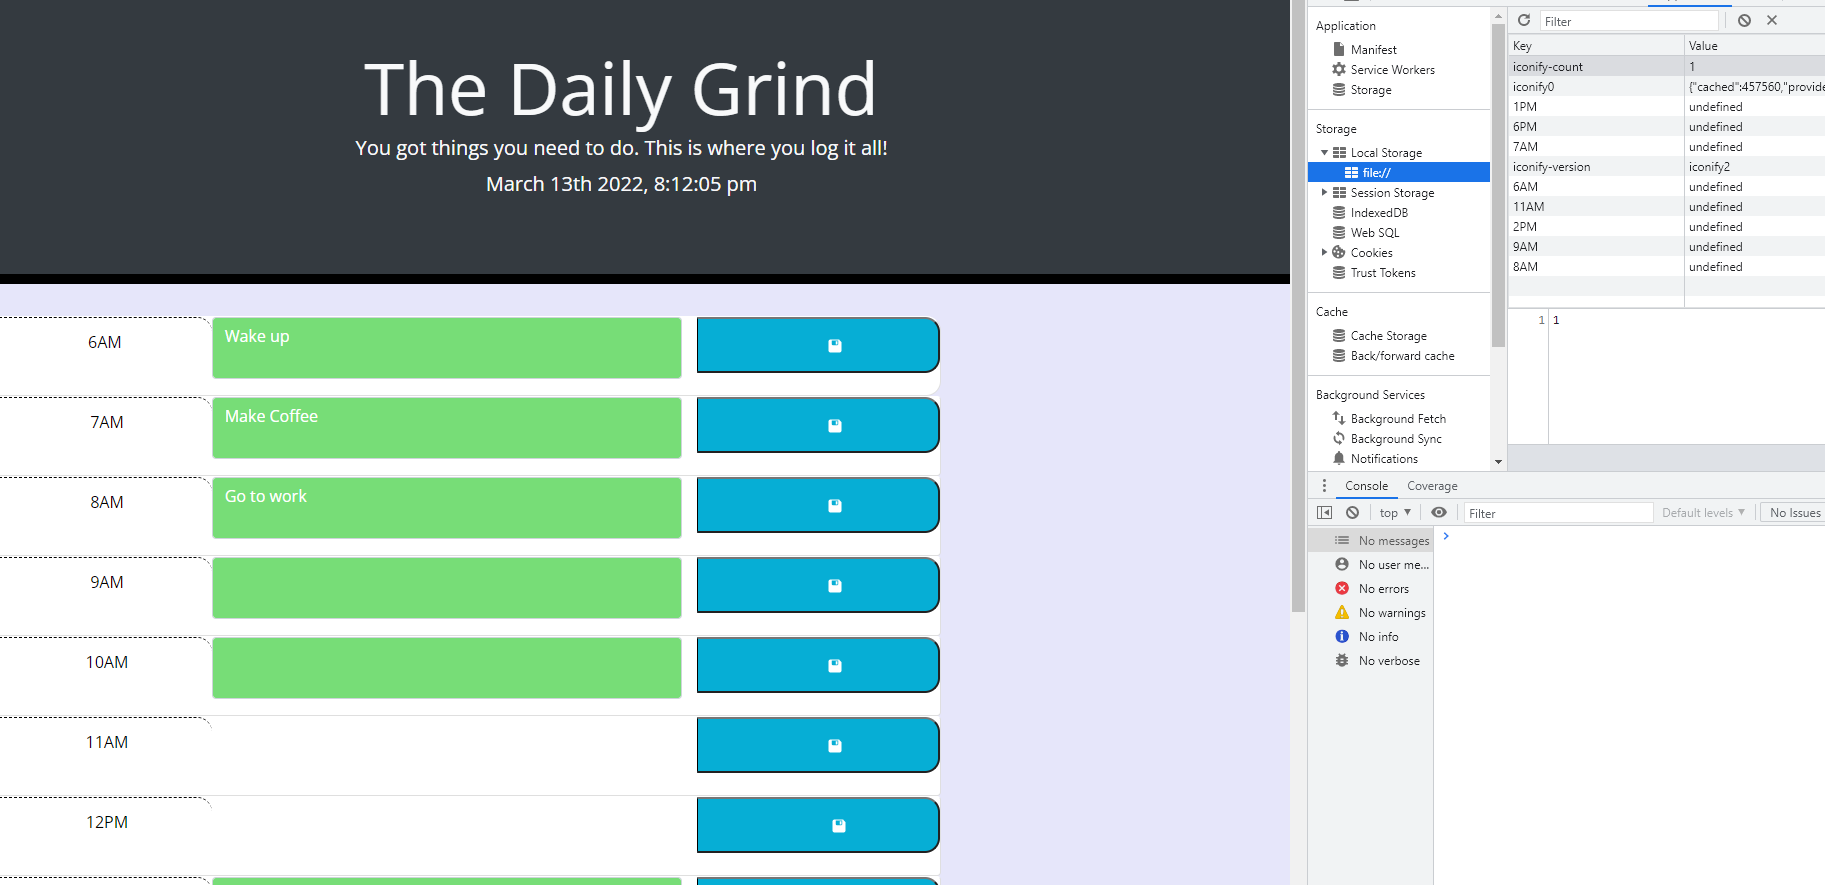 The Daily Grind
You got things you need to do. This is where you log it all!
March 13th 2022, 8:12:05 pm
6AM
Wake up
7AM
Make Coffee
8AM
Go to work
9AM
10AM
11AM
12PM
Application
Manifest
Service Workers
Storage
Storage
Local Storage
file://
Session Storage
IndexedDB
Web SQL
Cookies
Trust Tokens
Cache
Cache Storage
Back/forward cache
Background Services
Background Fetch
Background Sync
Notifications
Filter
Key Value
iconify-count 1
iconify0 {"cached":457560,"provide
1PM undefined
6PM undefined
7AM undefined
iconify-version iconify2
6AM undefined
11AM undefined
2PM undefined
9AM undefined
8AM undefined
1 1
Console Coverage
top Filter Default levels No Issues
No messages
No user me...
No errors
No warnings
No info
No verbose